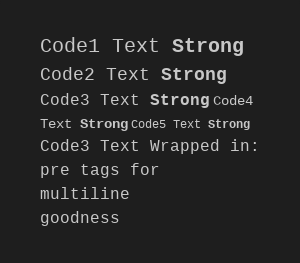 Code1 Text Strong
Code2 Text Strong
Code3 Text Strong Code4
Text Strong Code5 Text Strong
Code3 Text Wrapped in:
pre tags for
multiline
goodness